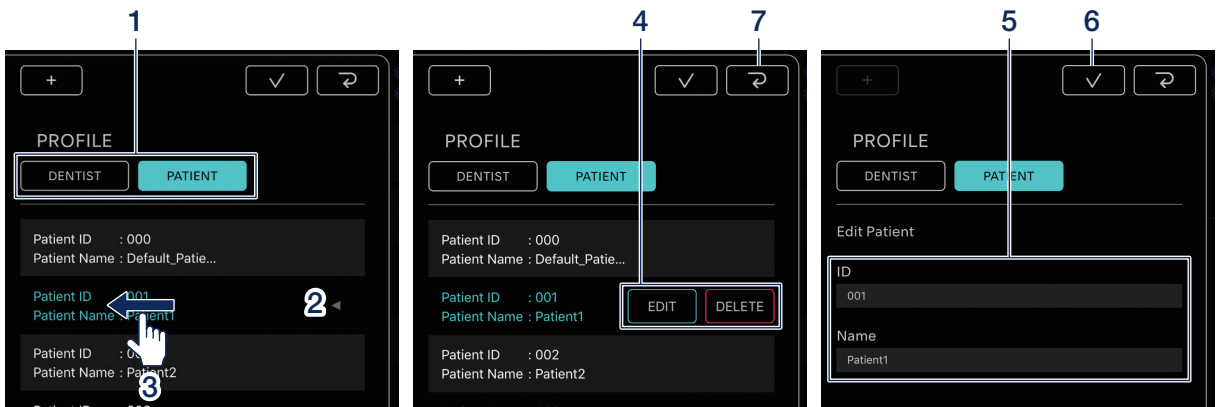 1
4
7
5
6
+
PROFILE
DENTIST PATIENT
Patient ID : 000
Patient Name : Default_Patie...
Patient ID : 001
Patient Name : Patient1
2
Patient ID
Patient Name : Patient2
3
+
PROFILE
DENTIST PATIENT
Patient ID : 000
Patient Name : Default_Patie...
Patient ID : 001
Patient Name : Patient1
EDIT DELETE
Patient ID : 002
Patient Name : Patient2
+
PROFILE
DENTIST PATIENT
Edit Patient
ID
001
Name
Patient1